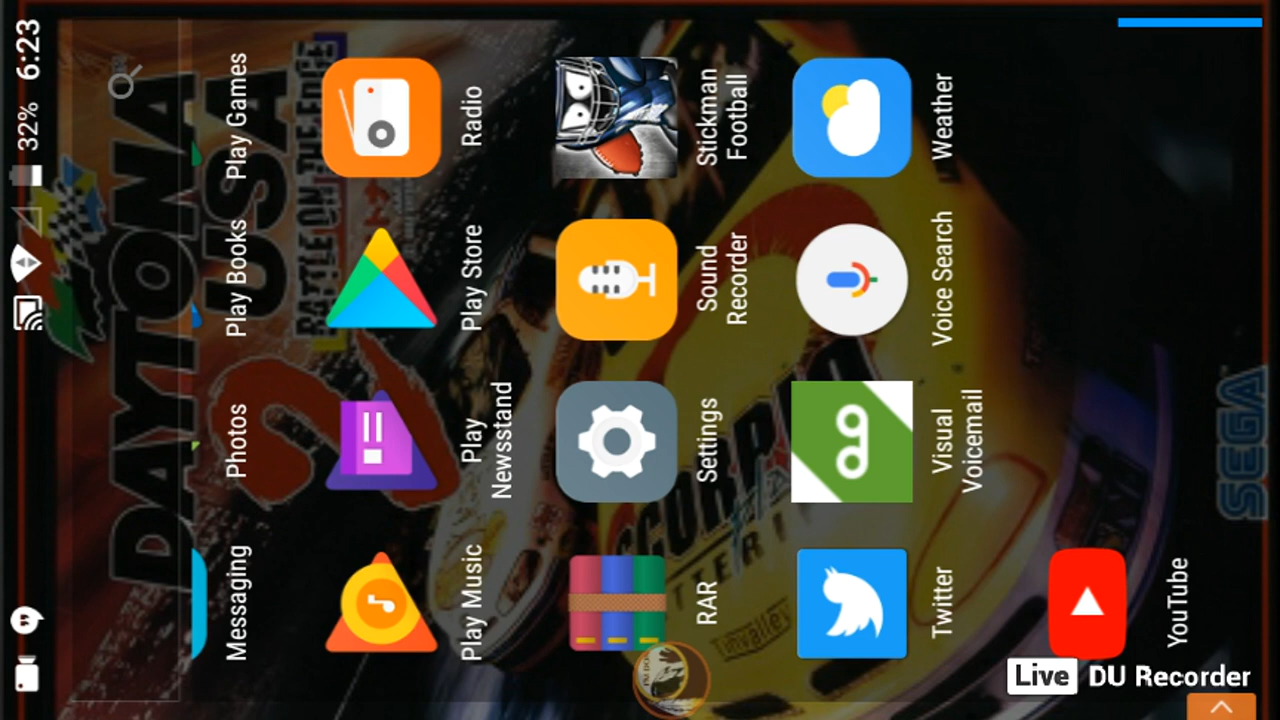 6:23
32%
Messaging
Photos
Play Books
Play Games
Play Music
Play
Newsstand
Play Store
Radio
RAR
Settings
Sound
Recorder
Stickman
Football
Twitter
Visual
Voicemail
Voice Search
Weather
YouTube
DAYTONA
USA
2
BATTLE ON THE EDGE
SEGA
Live DU Recorder